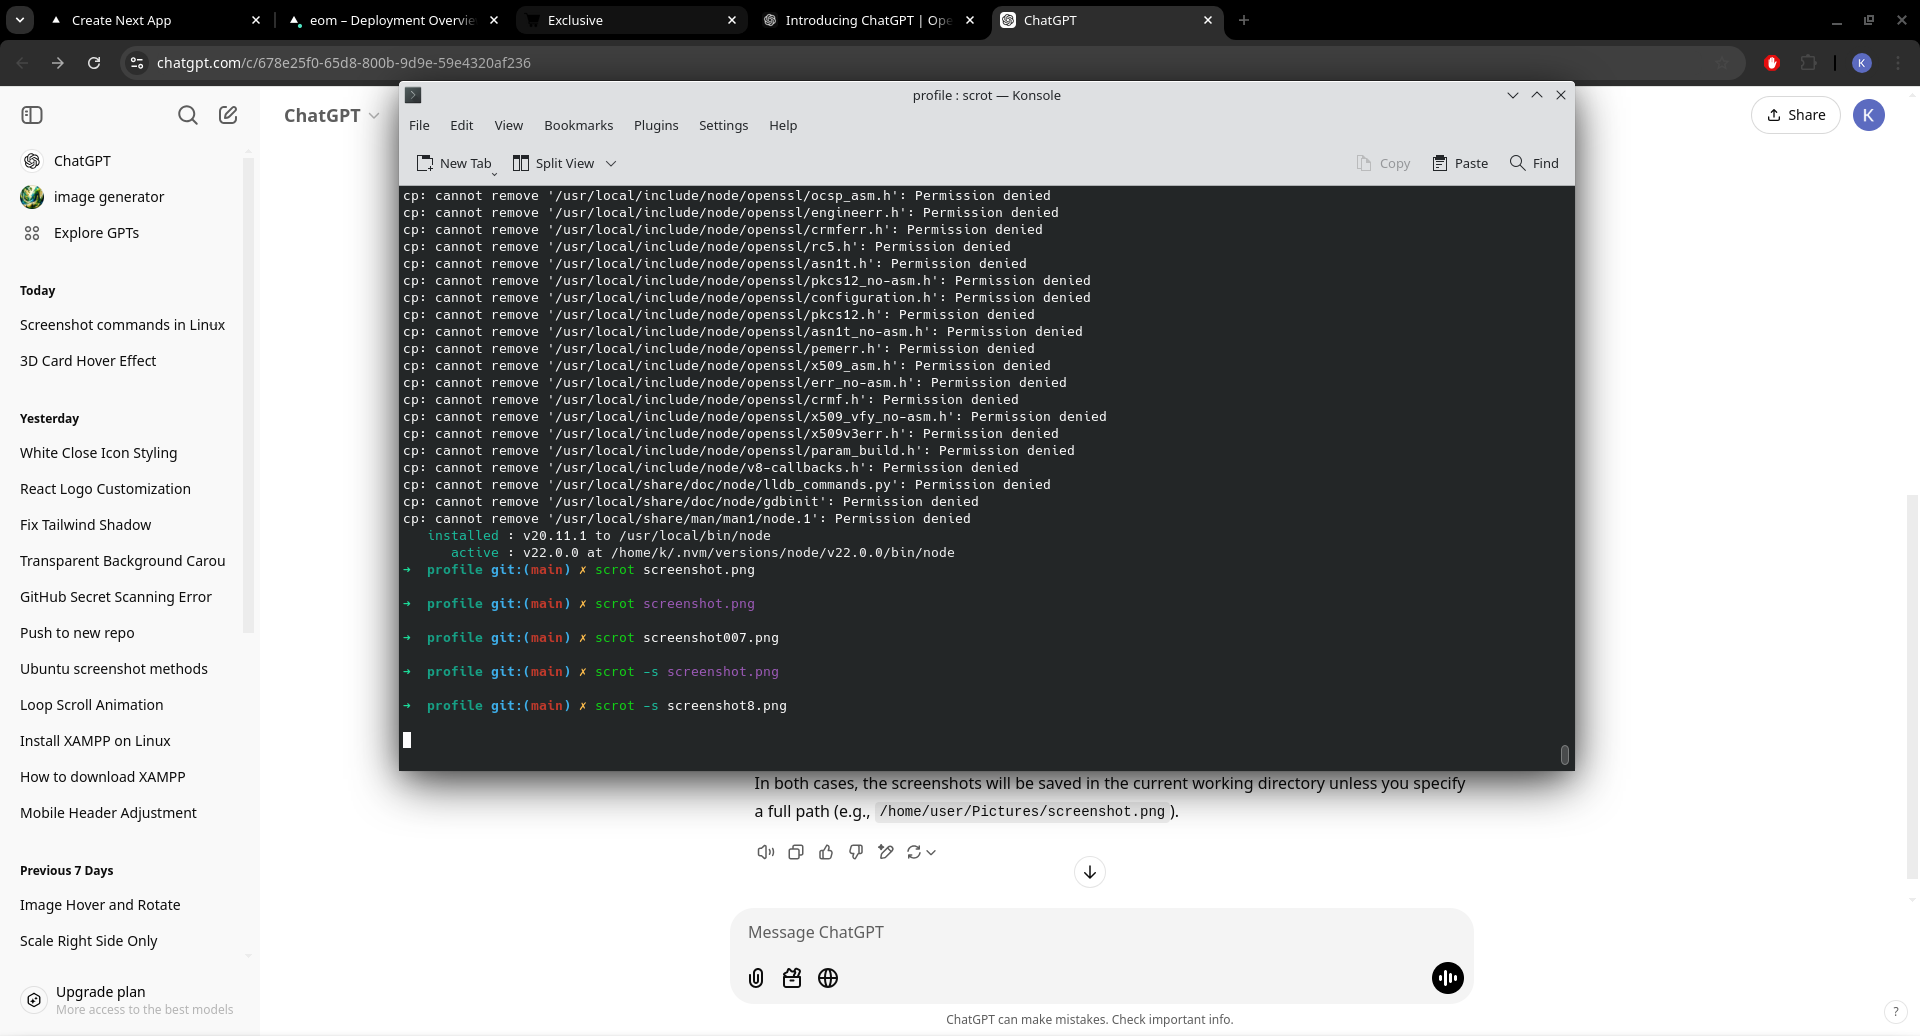 Create Next App
eom – Deployment Overvie
Exclusive
Introducing ChatGPT | Ope
ChatGPT
chatgpt.com/c/678e25f0-65d8-800b-9d9e-59e4320af236
K
ChatGPT
Share
K
ChatGPT
image generator
Explore GPTs
Today
Screenshot commands in Linux
3D Card Hover Effect
Yesterday
White Close Icon Styling
React Logo Customization
Fix Tailwind Shadow
Transparent Background Carou
GitHub Secret Scanning Error
Push to new repo
Ubuntu screenshot methods
Loop Scroll Animation
Install XAMPP on Linux
How to download XAMPP
Mobile Header Adjustment
Previous 7 Days
Image Hover and Rotate
Scale Right Side Only
Upgrade plan
More access to the best models
profile : scrot — Konsole
File Edit View Bookmarks Plugins Settings Help
New Tab Split View Copy Paste Find
cp: cannot remove '/usr/local/include/node/openssl/ocsp_asm.h': Permission denied
cp: cannot remove '/usr/local/include/node/openssl/engineerr.h': Permission denied
cp: cannot remove '/usr/local/include/node/openssl/crmferr.h': Permission denied
cp: cannot remove '/usr/local/include/node/openssl/rc5.h': Permission denied
cp: cannot remove '/usr/local/include/node/openssl/asn1t.h': Permission denied
cp: cannot remove '/usr/local/include/node/openssl/pkcs12_no-asm.h': Permission denied
cp: cannot remove '/usr/local/include/node/openssl/configuration.h': Permission denied
cp: cannot remove '/usr/local/include/node/openssl/pkcs12.h': Permission denied
cp: cannot remove '/usr/local/include/node/openssl/asn1t_no-asm.h': Permission denied
cp: cannot remove '/usr/local/include/node/openssl/pemerr.h': Permission denied
cp: cannot remove '/usr/local/include/node/openssl/x509_asm.h': Permission denied
cp: cannot remove '/usr/local/include/node/openssl/err_no-asm.h': Permission denied
cp: cannot remove '/usr/local/include/node/openssl/crmf.h': Permission denied
cp: cannot remove '/usr/local/include/node/openssl/x509_vfy_no-asm.h': Permission denied
cp: cannot remove '/usr/local/include/node/openssl/x509v3err.h': Permission denied
cp: cannot remove '/usr/local/include/node/openssl/param_build.h': Permission denied
cp: cannot remove '/usr/local/include/node/v8-callbacks.h': Permission denied
cp: cannot remove '/usr/local/share/doc/node/lldb_commands.py': Permission denied
cp: cannot remove '/usr/local/share/doc/node/gdbinit': Permission denied
cp: cannot remove '/usr/local/share/man/man1/node.1': Permission denied
installed : v20.11.1 to /usr/local/bin/node
active : v22.0.0 at /home/k/.nvm/versions/node/v22.0.0/bin/node
➜ profile git:(main) ✗ scrot screenshot.png
➜ profile git:(main) ✗ scrot screenshot.png
➜ profile git:(main) ✗ scrot screenshot007.png
➜ profile git:(main) ✗ scrot -s screenshot.png
➜ profile git:(main) ✗ scrot -s screenshot8.png
In both cases, the screenshots will be saved in the current working directory unless you specify
a full path (e.g., /home/user/Pictures/screenshot.png ).
Message ChatGPT
ChatGPT can make mistakes. Check important info.
?